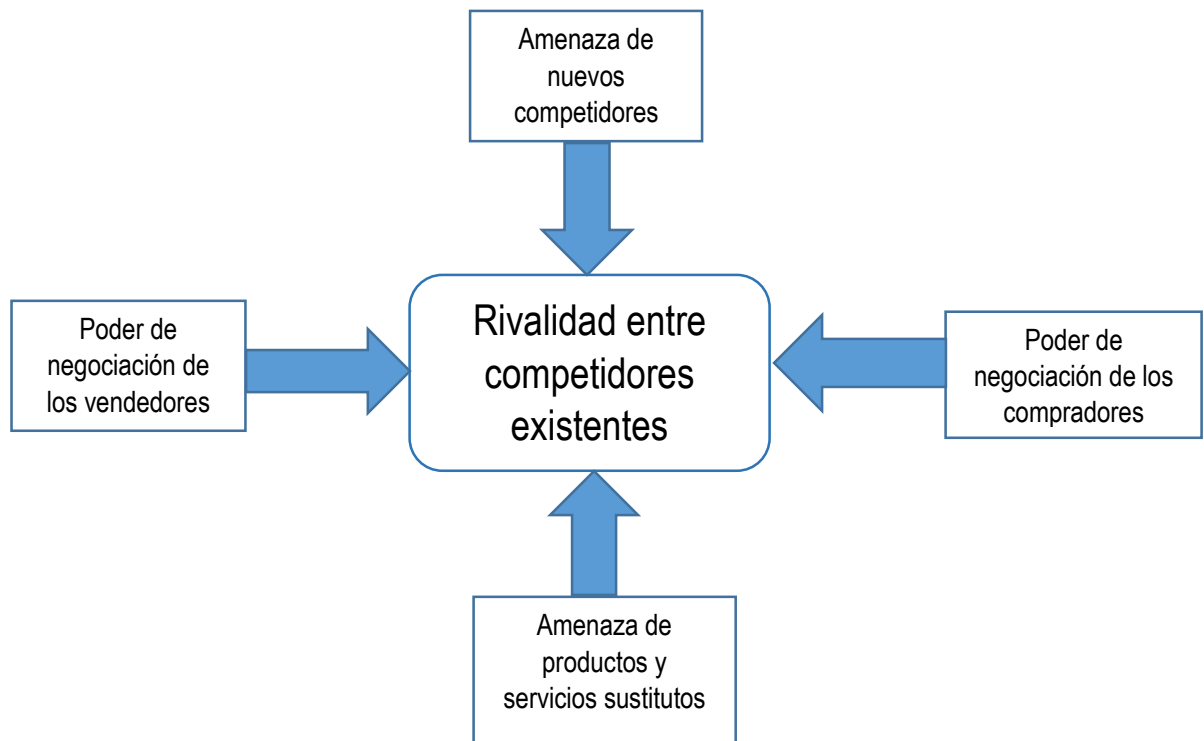 Amenaza de
nuevos
competidores
Poder de
negociación de
los vendedores
Rivalidad entre
competidores
existentes
Poder de
negociación de los
compradores
Amenaza de
productos y
servicios sustitutos